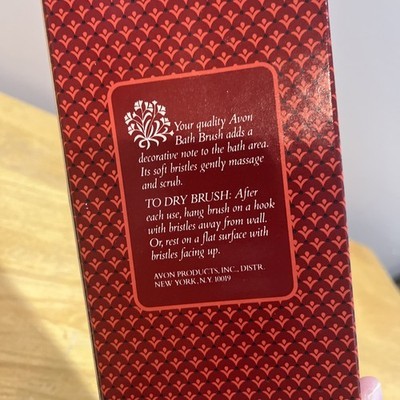 Your quality Avon
Bath Brush adds a
decorative note to the bath area.
Its soft bristles gently massage
and scrub.
TO DRY BRUSH: After
each use, hang brush on a hook
with bristles away from wall.
Or, rest on a flat surface with
bristles facing up.
AVON PRODUCTS, INC., DISTR.
NEW YORK, N.Y. 10019